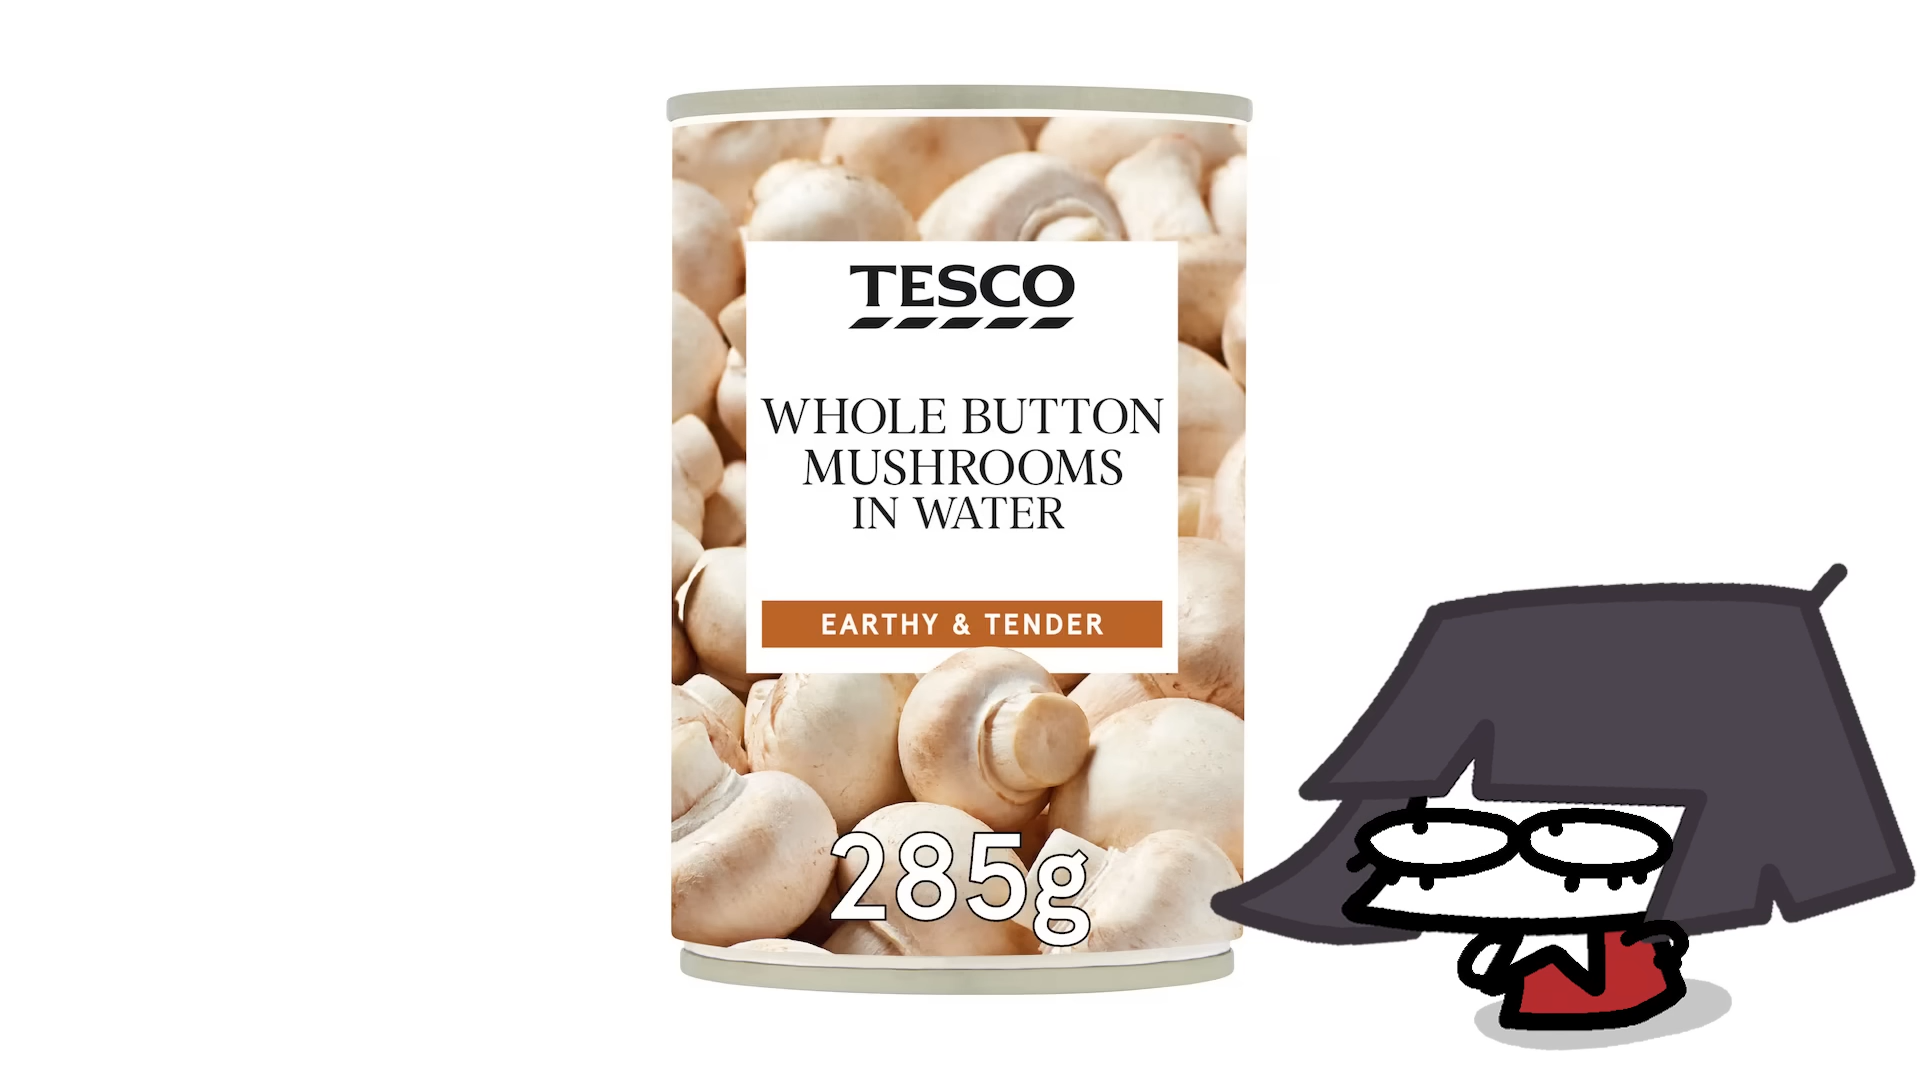 TESCO
WHOLE BUTTON
MUSHROOMS
IN WATER
EARTHY & TENDER
285g